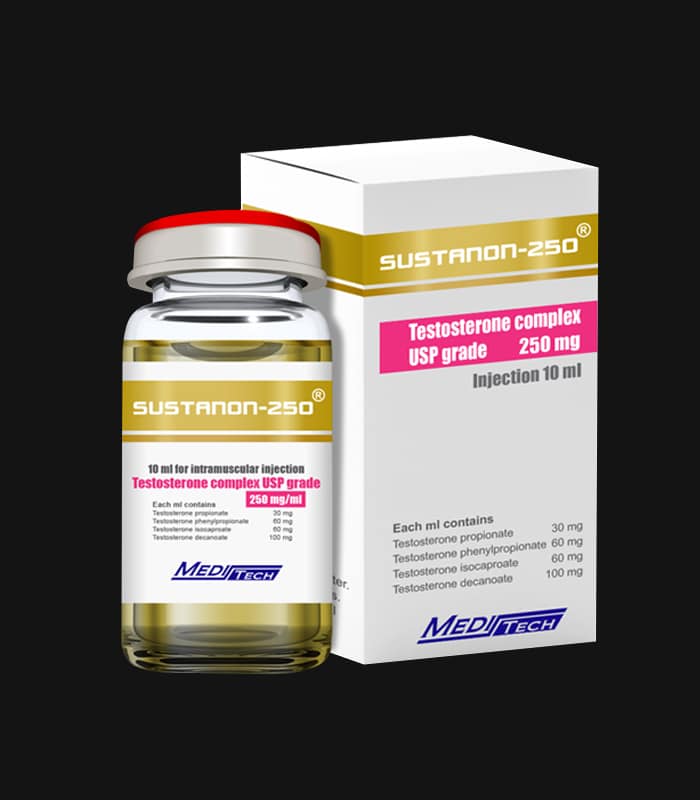 SUSTANON-250®
10 ml for intramuscular injection
Testosterone complex USP grade
250 mg/ml
Each ml contains
Testosterone propionate 30 mg
Testosterone phenylpropionate 60 mg
Testosterone isocaproate 60 mg
Testosterone decanoate 100 mg
MEDITECH
SUSTANON-250®
Testosterone complex
USP grade 250 mg
Injection 10 ml
Each ml contains
Testosterone propionate 30 mg
Testosterone phenylpropionate 60 mg
Testosterone isocaproate 60 mg
Testosterone decanoate 100 mg
MEDITECH